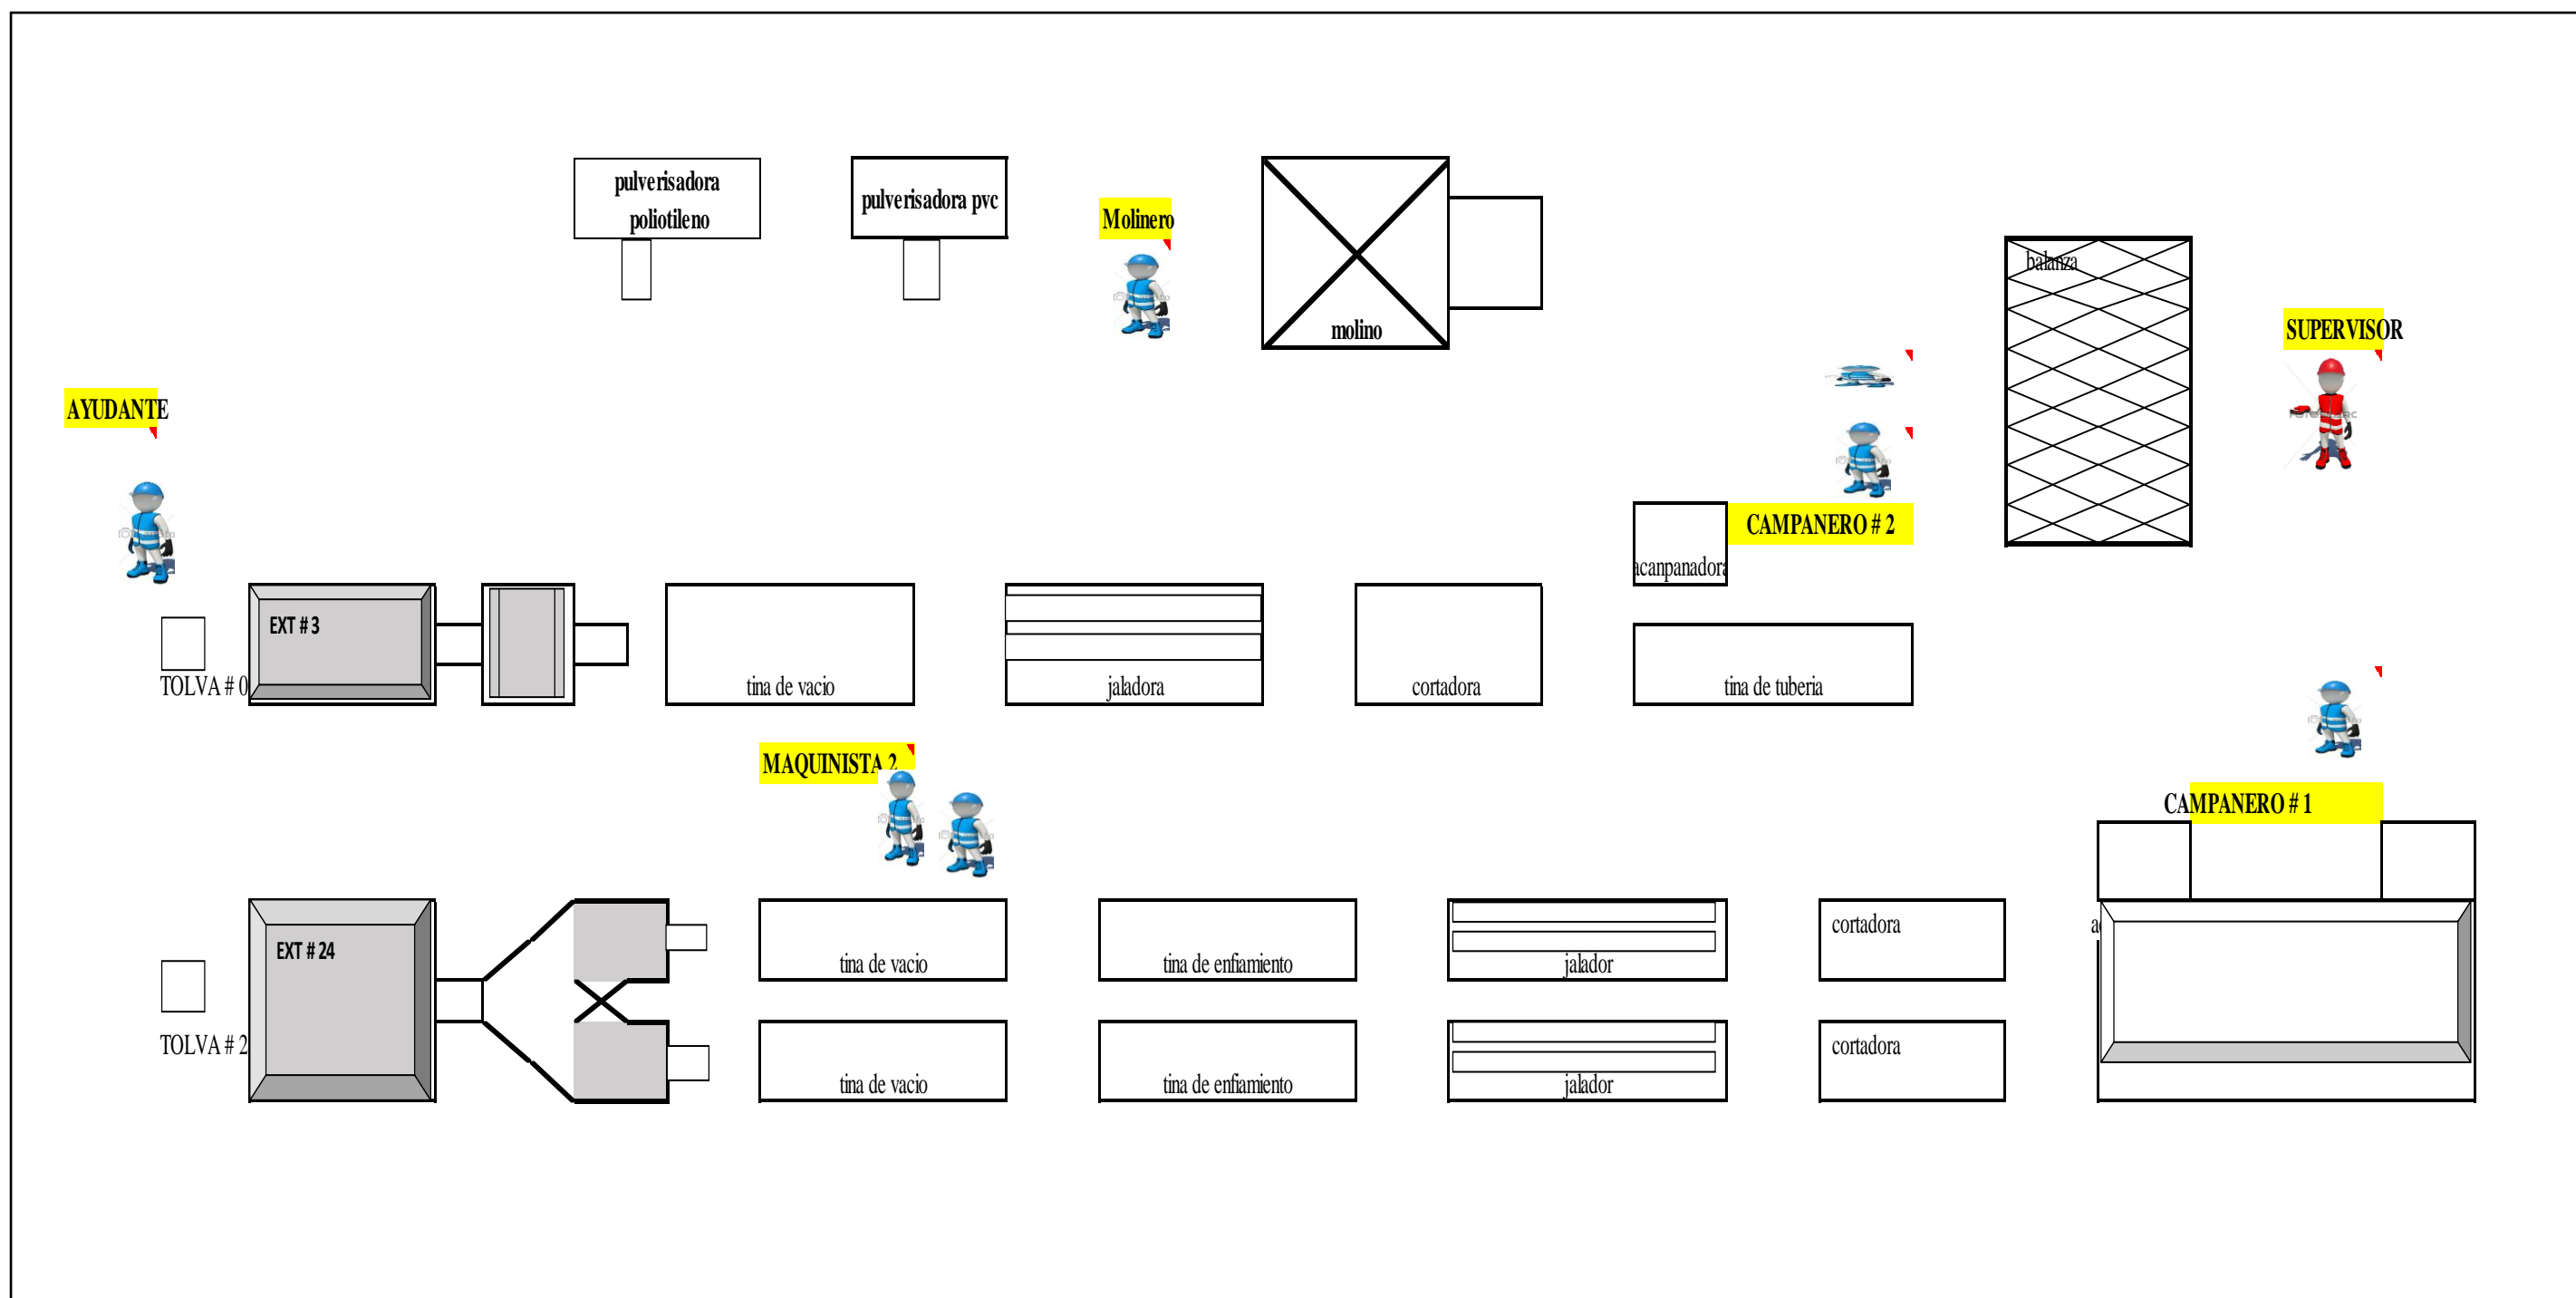 pulverisadora
poliotileno
pulverisadora pvc
Molinero
molino
balanza
SUPERVISOR
AYUDANTE
CAMPANERO # 2
acanpanadora
EXT # 3
TOLVA # 0
tina de vacio
jaladora
cortadora
tina de tuberia
MAQUINISTA 2
CAMPANERO # 1
EXT # 24
TOLVA # 2
tina de vacio
tina de enfiamiento
jalador
cortadora
tina de vacio
tina de enfiamiento
jalador
cortadora